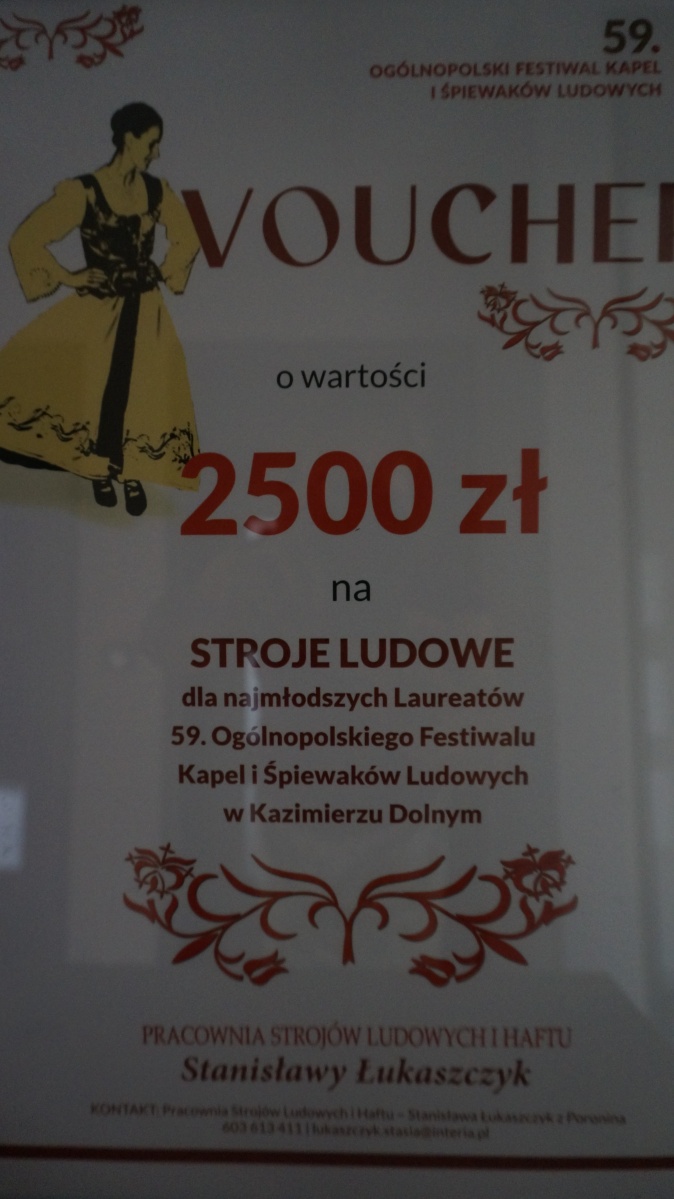 59.
OGÓLNOPOLSKI FESTIWAL KAPEL
I ŚPIEWAKÓW LUDOWYCH
VOUCHER
o wartości
2500 zł
na
STROJE LUDOWE
dla najmłodszych Laureatów
59. Ogólnopolskiego Festiwalu
Kapel i Śpiewaków Ludowych
w Kazimierzu Dolnym
PRACOWNIA STROJÓW LUDOWYCH I HAFTU
Stanisławy Łukaszczyk
KONTAKT: Pracownia Strojów Ludowych i Haftu – Stanisława Łukaszczyk z Poronina
603 613 411 | lukaszczyk.stasia@interia.pl